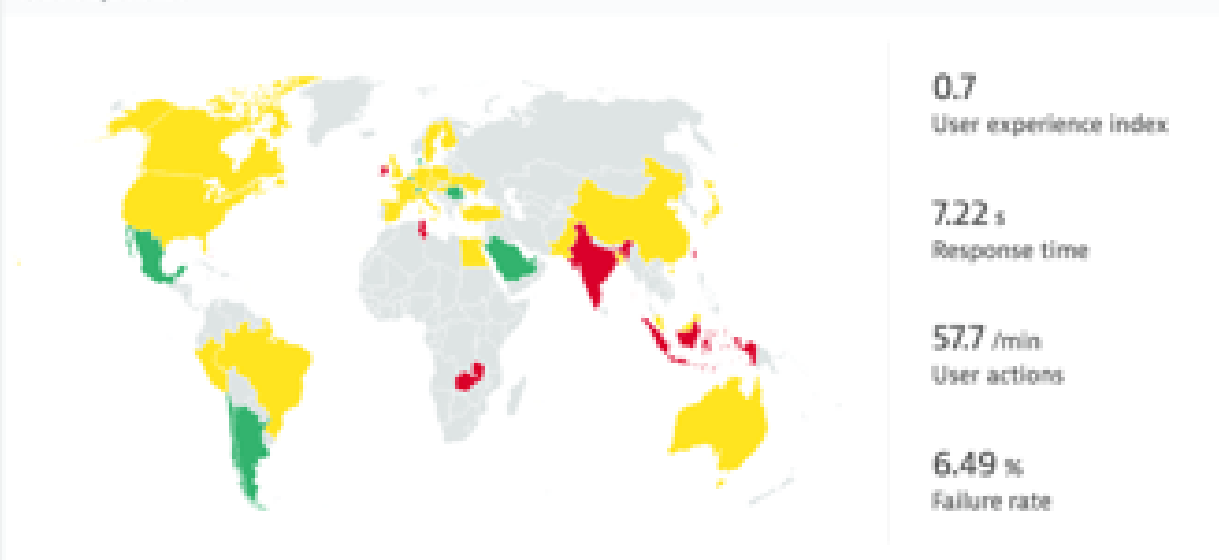 0.7
User experience index
7.22 s
Response time
57.7 /min
User actions
6.49 %
Failure rate